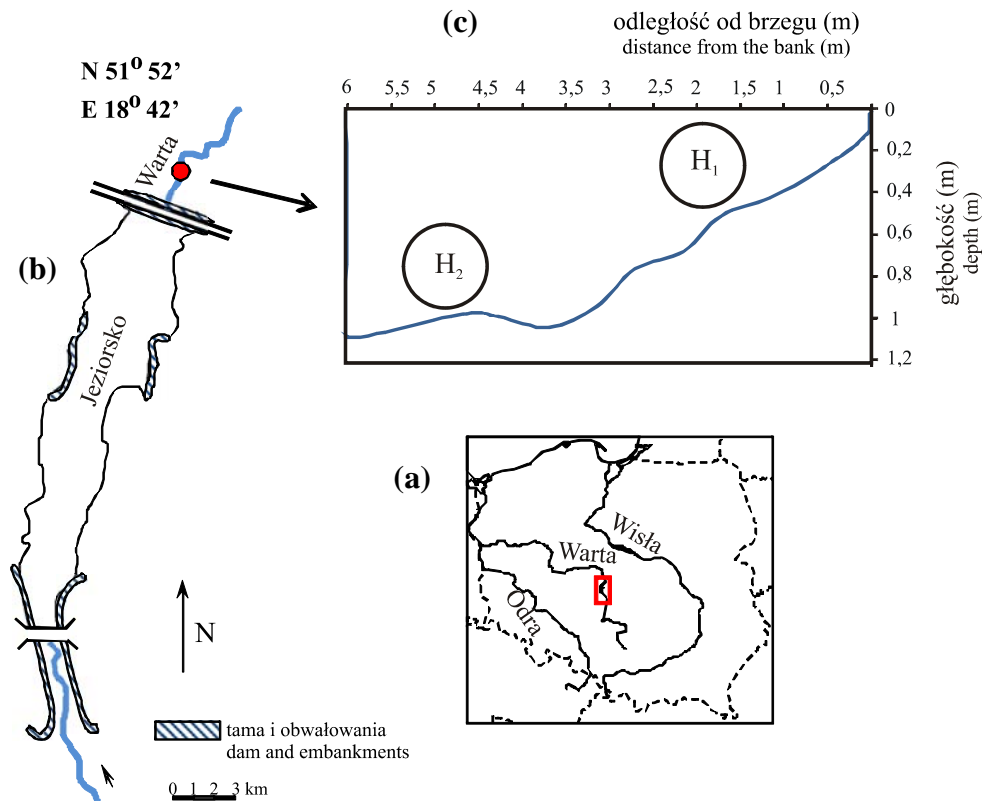 (c)
odległość od brzegu (m)
distance from the bank (m)
N 51° 52’
E 18° 42’
6 5,5 5 4,5 4 3,5 3 2,5 2 1,5 1 0,5
0
0,2
0,4
0,6
0,8
1
1,2
głębokość (m)
depth (m)
H1
H2
Warta
(b)
Jeziorsko
(a)
Wisła
Warta
Odra
N
tama i obwałowania
dam and embankments
0 1 2 3 km